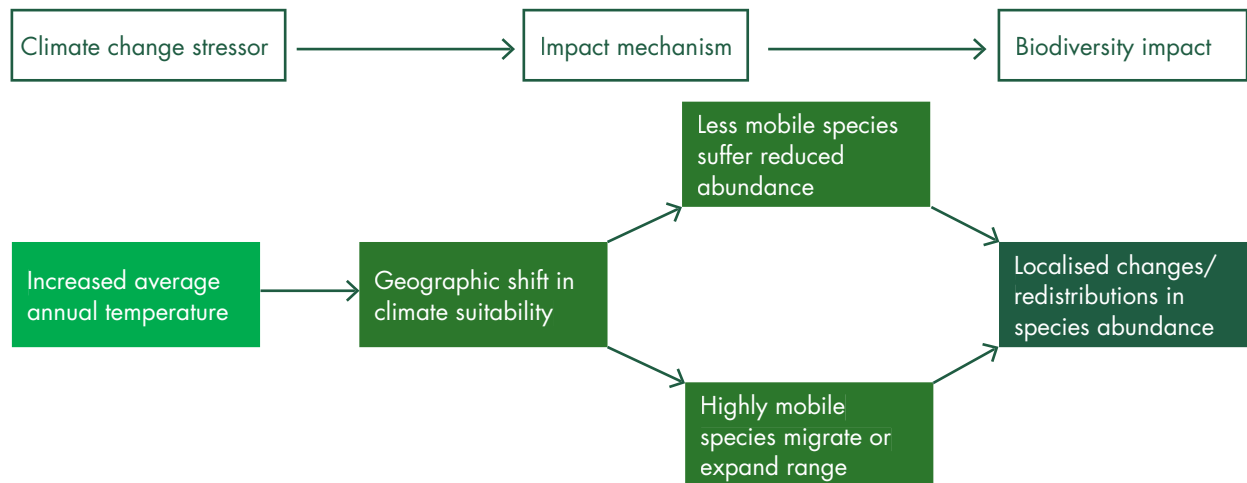 Climate change stressor
Impact mechanism
Biodiversity impact
Less mobile species
suffer reduced
abundance
Increased average
annual temperature
Geographic shift in
climate suitability
Localised changes/
redistributions in
species abundance
Highly mobile
species migrate or
expand range